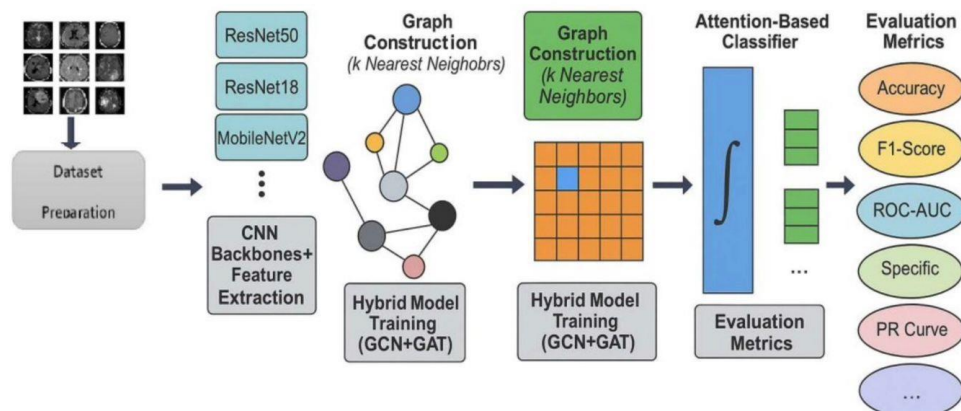 Dataset
Preparation
ResNet50
ResNet18
MobileNetV2
CNN
Backbones+
Feature
Extraction
Graph
Construction
(k Nearest Neighobrs)
Hybrid Model
Training
(GCN+GAT)
Graph
Construction
(k Nearest
Neighbors)
Hybrid Model
Training
(GCN+GAT)
Attention-Based
Classifier
∫
...
Evaluation
Metrics
Evaluation
Metrics
Accuracy
F1-Score
ROC-AUC
Specific
PR Curve
...